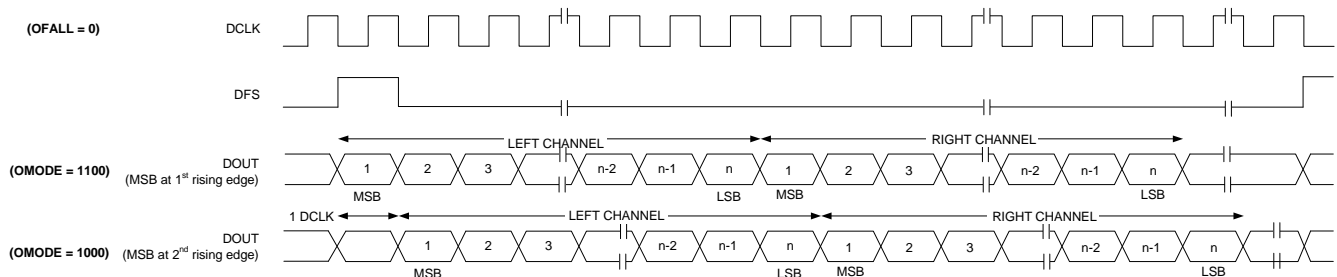 (OFALL = 0) DCLK
DFS
LEFT CHANNEL RIGHT CHANNEL
(OMODE = 1100) DOUT 1 2 3 n-2 n-1 n 1 2 3 n-2 n-1 n
(MSB at 1st rising edge)
MSB LSB MSB LSB
1 DCLK LEFT CHANNEL RIGHT CHANNEL
(OMODE = 1000) DOUT 1 2 3 n-2 n-1 n 1 2 3 n-2 n-1 n
(MSB at 2nd rising edge)
MSB LSB MSB LSB